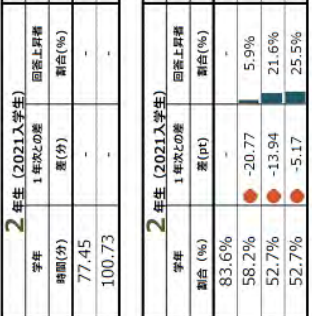 2年生（2021入学生）
学年 1年次との差 回答上昇者
時間(分) 差(分) 割合(%)
77.45 - -
100.73 - -
2年生（2021入学生）
学年 1年次との差 回答上昇者
割合（%） 差(pt) 割合(%)
83.6% - -
58.2% -20.77 5.9%
52.7% -13.94 21.6%
52.7% -5.17 25.5%